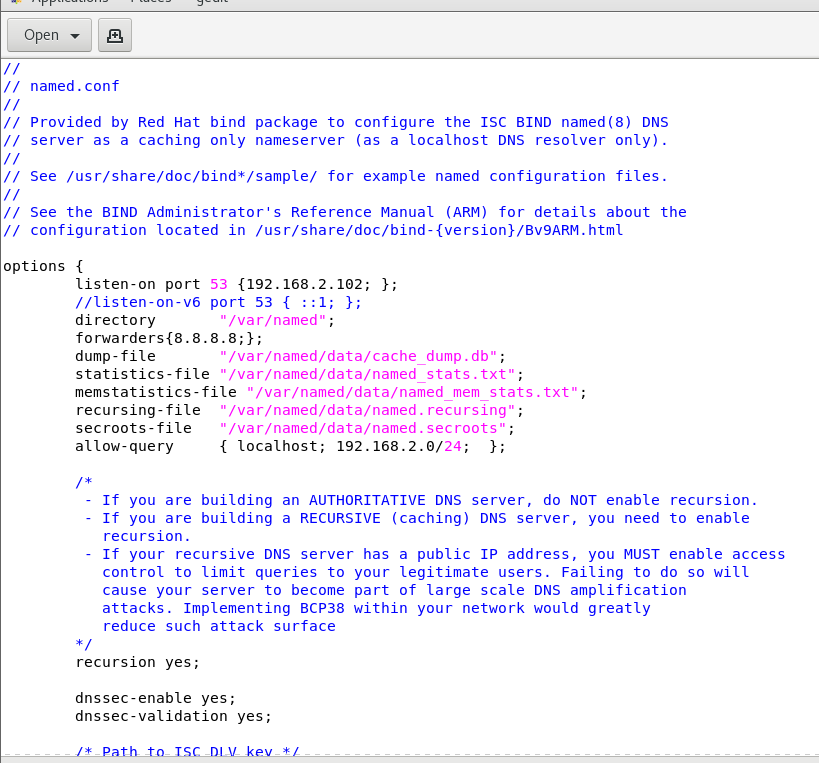 Applications Places gedit
Open
//
// named.conf
//
// Provided by Red Hat bind package to configure the ISC BIND named(8) DNS
// server as a caching only nameserver (as a localhost DNS resolver only).
//
// See /usr/share/doc/bind*/sample/ for example named configuration files.
//
// See the BIND Administrator's Reference Manual (ARM) for details about the
// configuration located in /usr/share/doc/bind-{version}/Bv9ARM.html

options {
        listen-on port 53 {192.168.2.102; };
        //listen-on-v6 port 53 { ::1; };
        directory       "/var/named";
        forwarders{8.8.8.8;};
        dump-file       "/var/named/data/cache_dump.db";
        statistics-file "/var/named/data/named_stats.txt";
        memstatistics-file "/var/named/data/named_mem_stats.txt";
        recursing-file  "/var/named/data/named.recursing";
        secroots-file   "/var/named/data/named.secroots";
        allow-query     { localhost; 192.168.2.0/24;  };

        /*
         - If you are building an AUTHORITATIVE DNS server, do NOT enable recursion.
         - If you are building a RECURSIVE (caching) DNS server, you need to enable
           recursion.
         - If your recursive DNS server has a public IP address, you MUST enable access
           control to limit queries to your legitimate users. Failing to do so will
           cause your server to become part of large scale DNS amplification
           attacks. Implementing BCP38 within your network would greatly
           reduce such attack surface
        */
        recursion yes;

        dnssec-enable yes;
        dnssec-validation yes;

        /* Path to ISC DLV key */